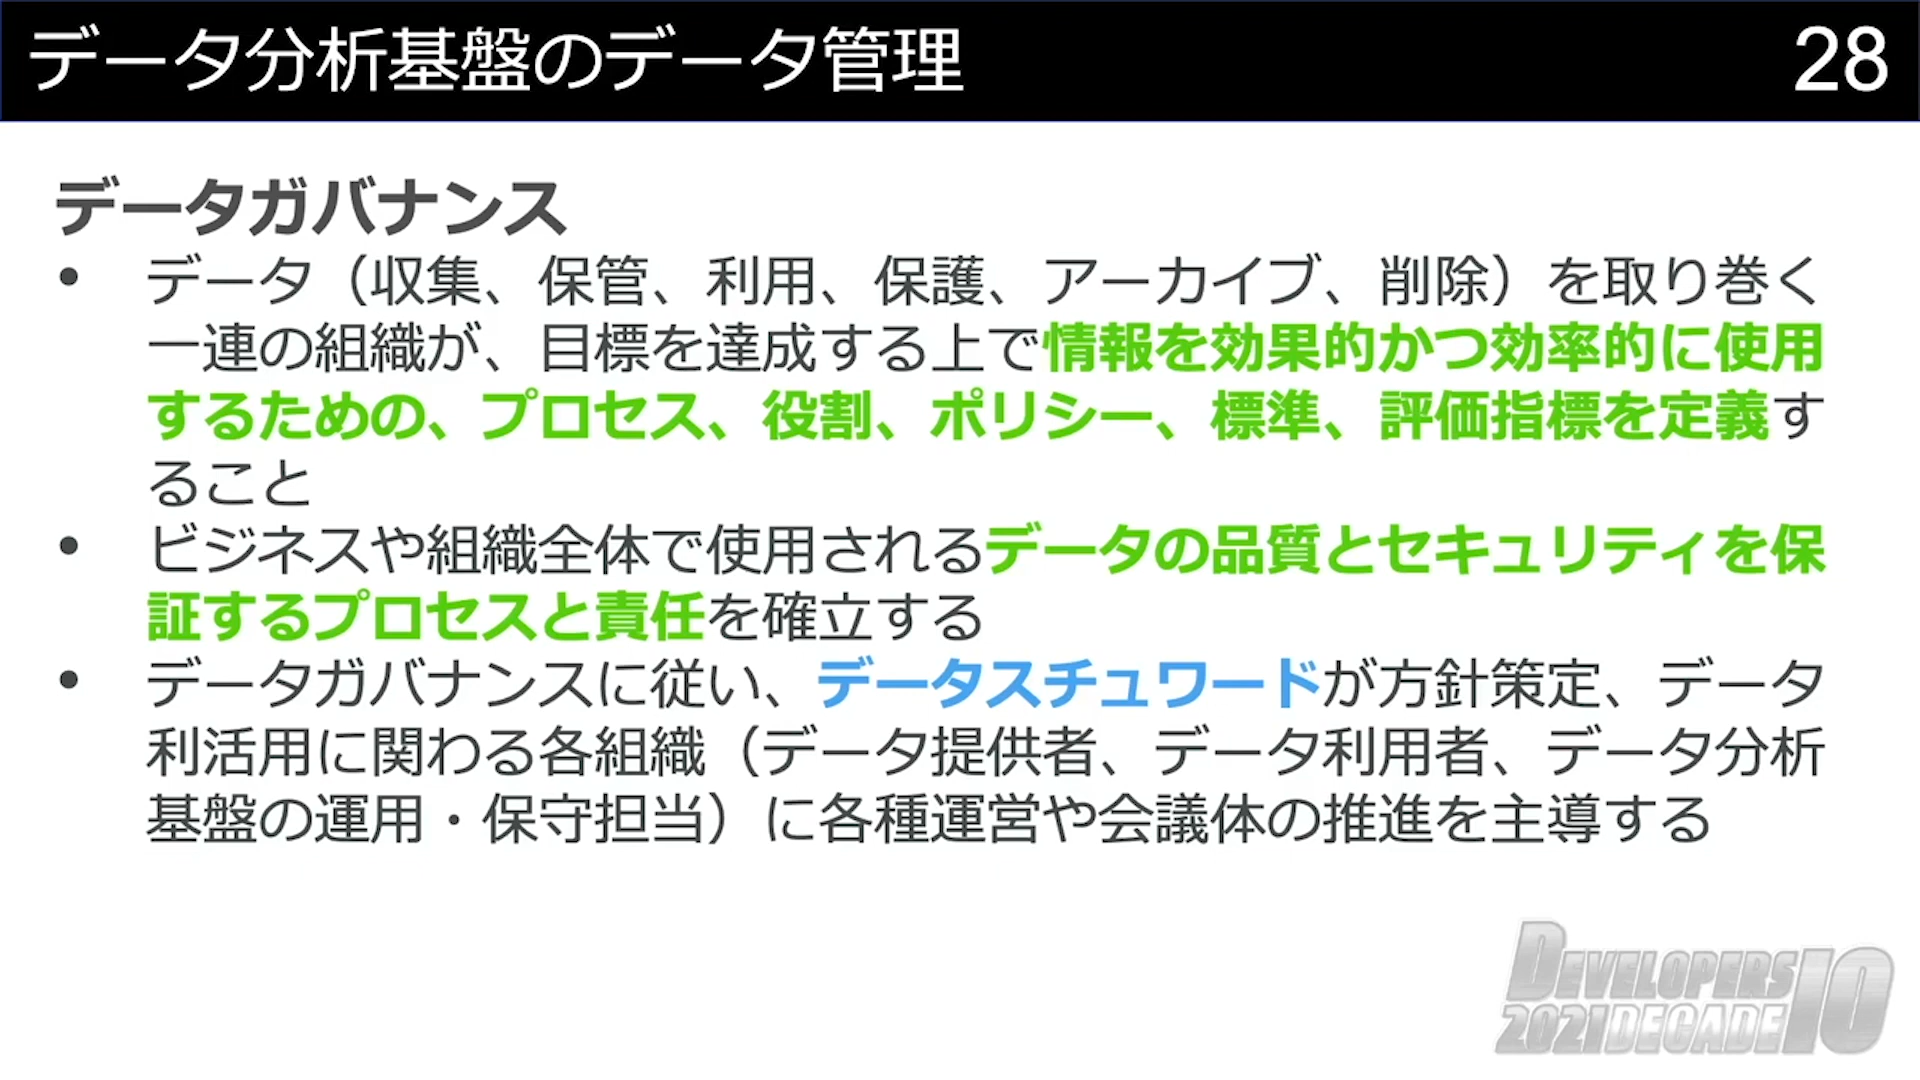 データ分析基盤のデータ管理
28
データガバナンス
• データ（収集、保管、利用、保護、アーカイブ、削除）を取り巻く
一連の組織が、目標を達成する上で情報を効果的かつ効率的に使用
するための、プロセス、役割、ポリシー、標準、評価指標を定義す
ること
• ビジネスや組織全体で使用されるデータの品質とセキュリティを保
証するプロセスと責任を確立する
• データガバナンスに従い、データスチュワードが方針策定、データ
利活用に関わる各組織（データ提供者、データ利用者、データ分析
基盤の運用・保守担当）に各種運営や会議体の推進を主導する
DEVELOPERS
2021 DECADE 10